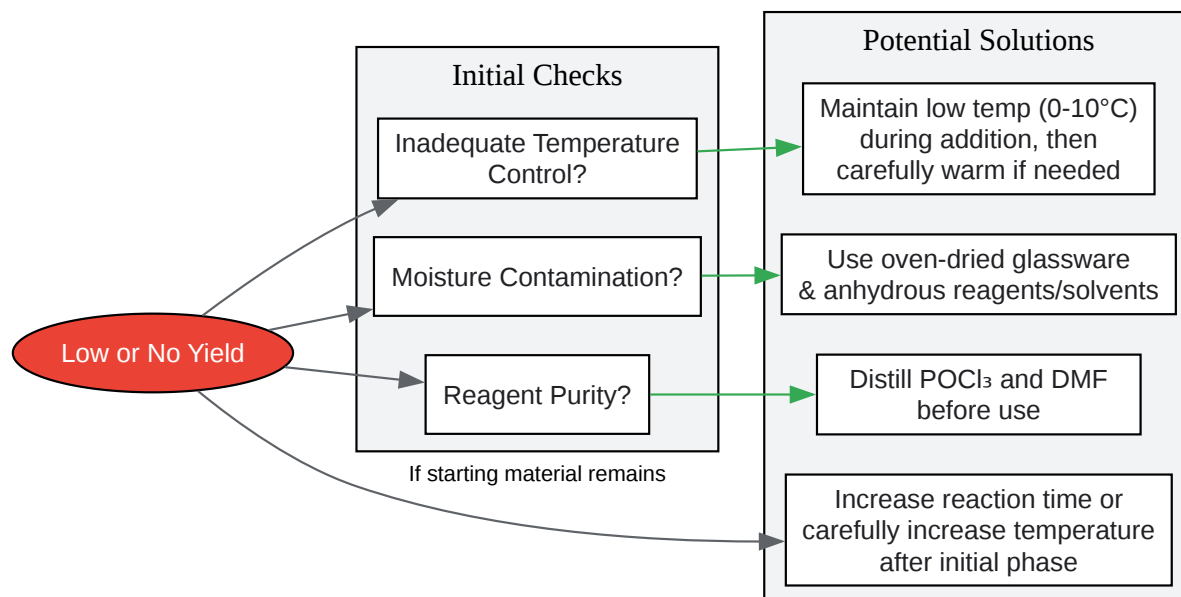 Low or No Yield
Initial Checks
Inadequate Temperature
Control?
Moisture Contamination?
Reagent Purity?
If starting material remains
Potential Solutions
Maintain low temp (0-10°C)
during addition, then
carefully warm if needed
Use oven-dried glassware
& anhydrous reagents/solvents
Distill POCl₃ and DMF
before use
Increase reaction time or
carefully increase temperature
after initial phase